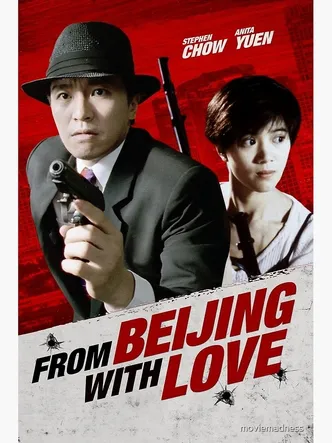 STEPHEN CHOW
ANITA YUEN
FROM BEIJING
WITH LOVE
moviemadness